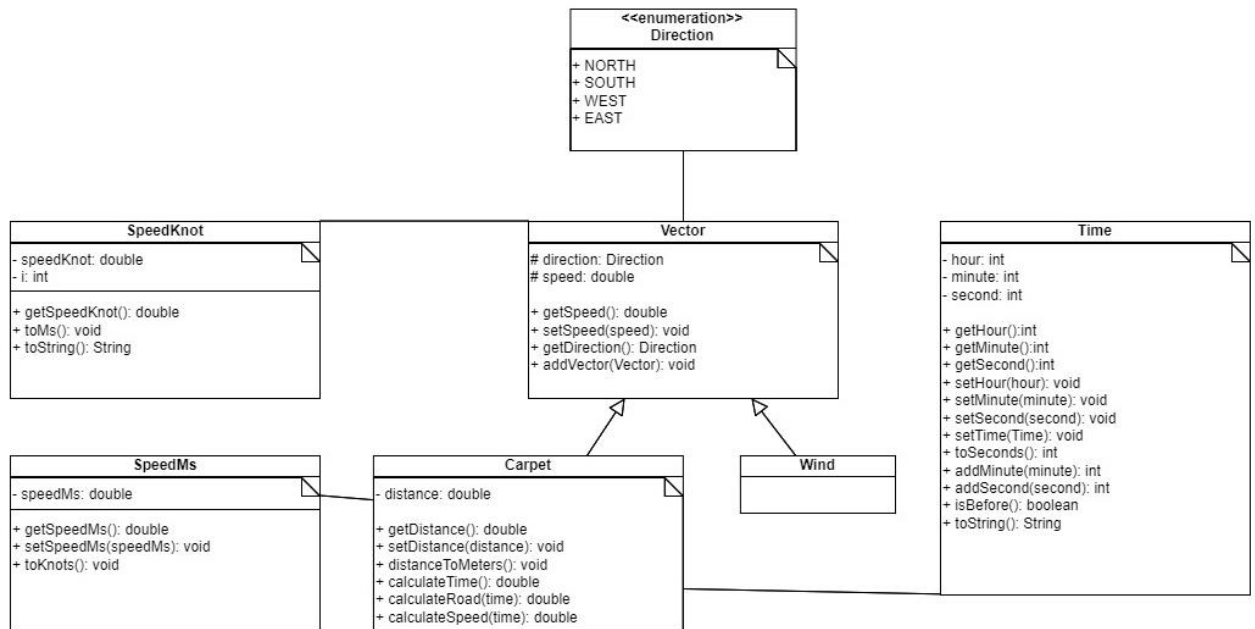 <<enumeration>>
Direction
+ NORTH
+ SOUTH
+ WEST
+ EAST
SpeedKnot
- speedKnot: double
- i: int
+ getSpeedKnot(): double
+ toMs(): void
+ toString(): String
Vector
# direction: Direction
# speed: double
+ getSpeed(): double
+ setSpeed(speed): void
+ getDirection(): Direction
+ addVector(Vector): void
Time
- hour: int
- minute: int
- second: int
+ getHour():int
+ getMinute():int
+ getSecond():int
+ setHour(hour): void
+ setMinute(minute): void
+ setSecond(second): void
+ setTime(Time): void
+ toSeconds(): int
+ addMinute(minute): int
+ addSecond(second): int
+ isBefore(): boolean
+ toString(): String
SpeedMs
- speedMs: double
+ getSpeedMs(): double
+ setSpeedMs(speedMs): void
+ toKnots(): void
Carpet
- distance: double
+ getDistance(): double
+ setDistance(distance): void
+ distanceToMeters(): void
+ calculateTime(): double
+ calculateRoad(time): double
+ calculateSpeed(time): double
Wind